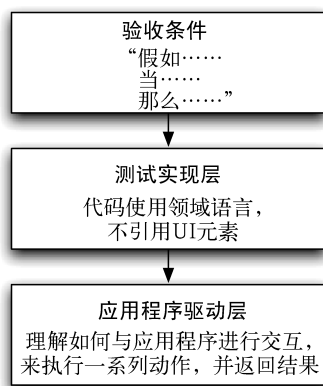 验收条件
“假如……
当……
那么……”
测试实现层
代码使用领域语言，
不引用UI元素
应用程序驱动层
理解如何与应用程序进行交互，
来执行一系列动作，并返回结果